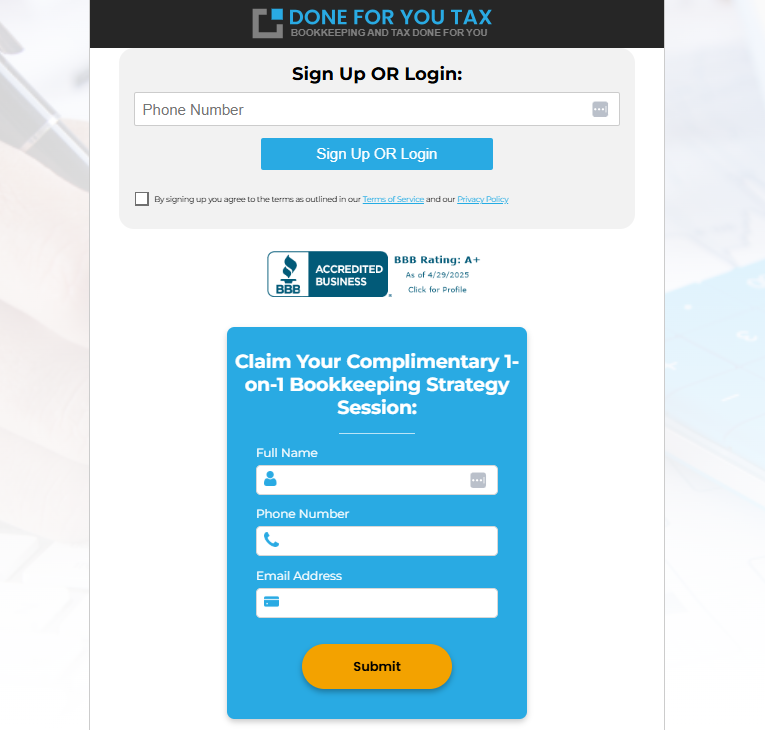 DONE FOR YOU TAX
BOOKKEEPING AND TAX DONE FOR YOU
Sign Up OR Login:
Phone Number
Sign Up OR Login
By signing up you agree to the terms as outlined in our Terms of Service and our Privacy Policy
BBB
ACCREDITED
BUSINESS
BBB Rating: A+
As of 4/29/2025
Click for Profile
Claim Your Complimentary 1-
on-1 Bookkeeping Strategy
Session:
Full Name
Phone Number
Email Address
Submit